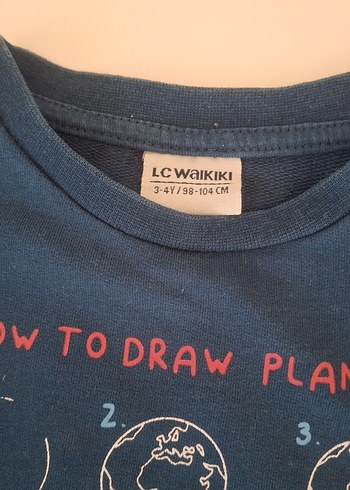 LC WAIKIKI
3-4Y/98-104 CM
OW TO DRAW PLAN
2.
3.